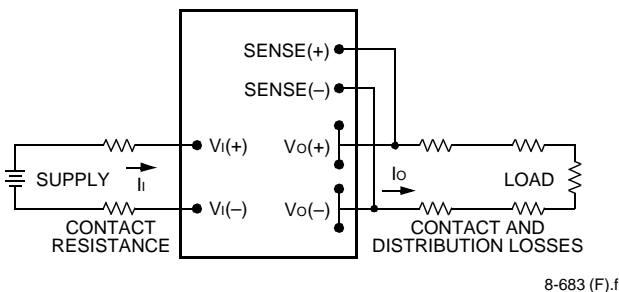 SENSE(+)
SENSE(–)
VI(+)
VO(+)
IO
SUPPLY
II
LOAD
VI(–)
VO(–)
CONTACT
RESISTANCE
CONTACT AND
DISTRIBUTION LOSSES
8-683 (F).f